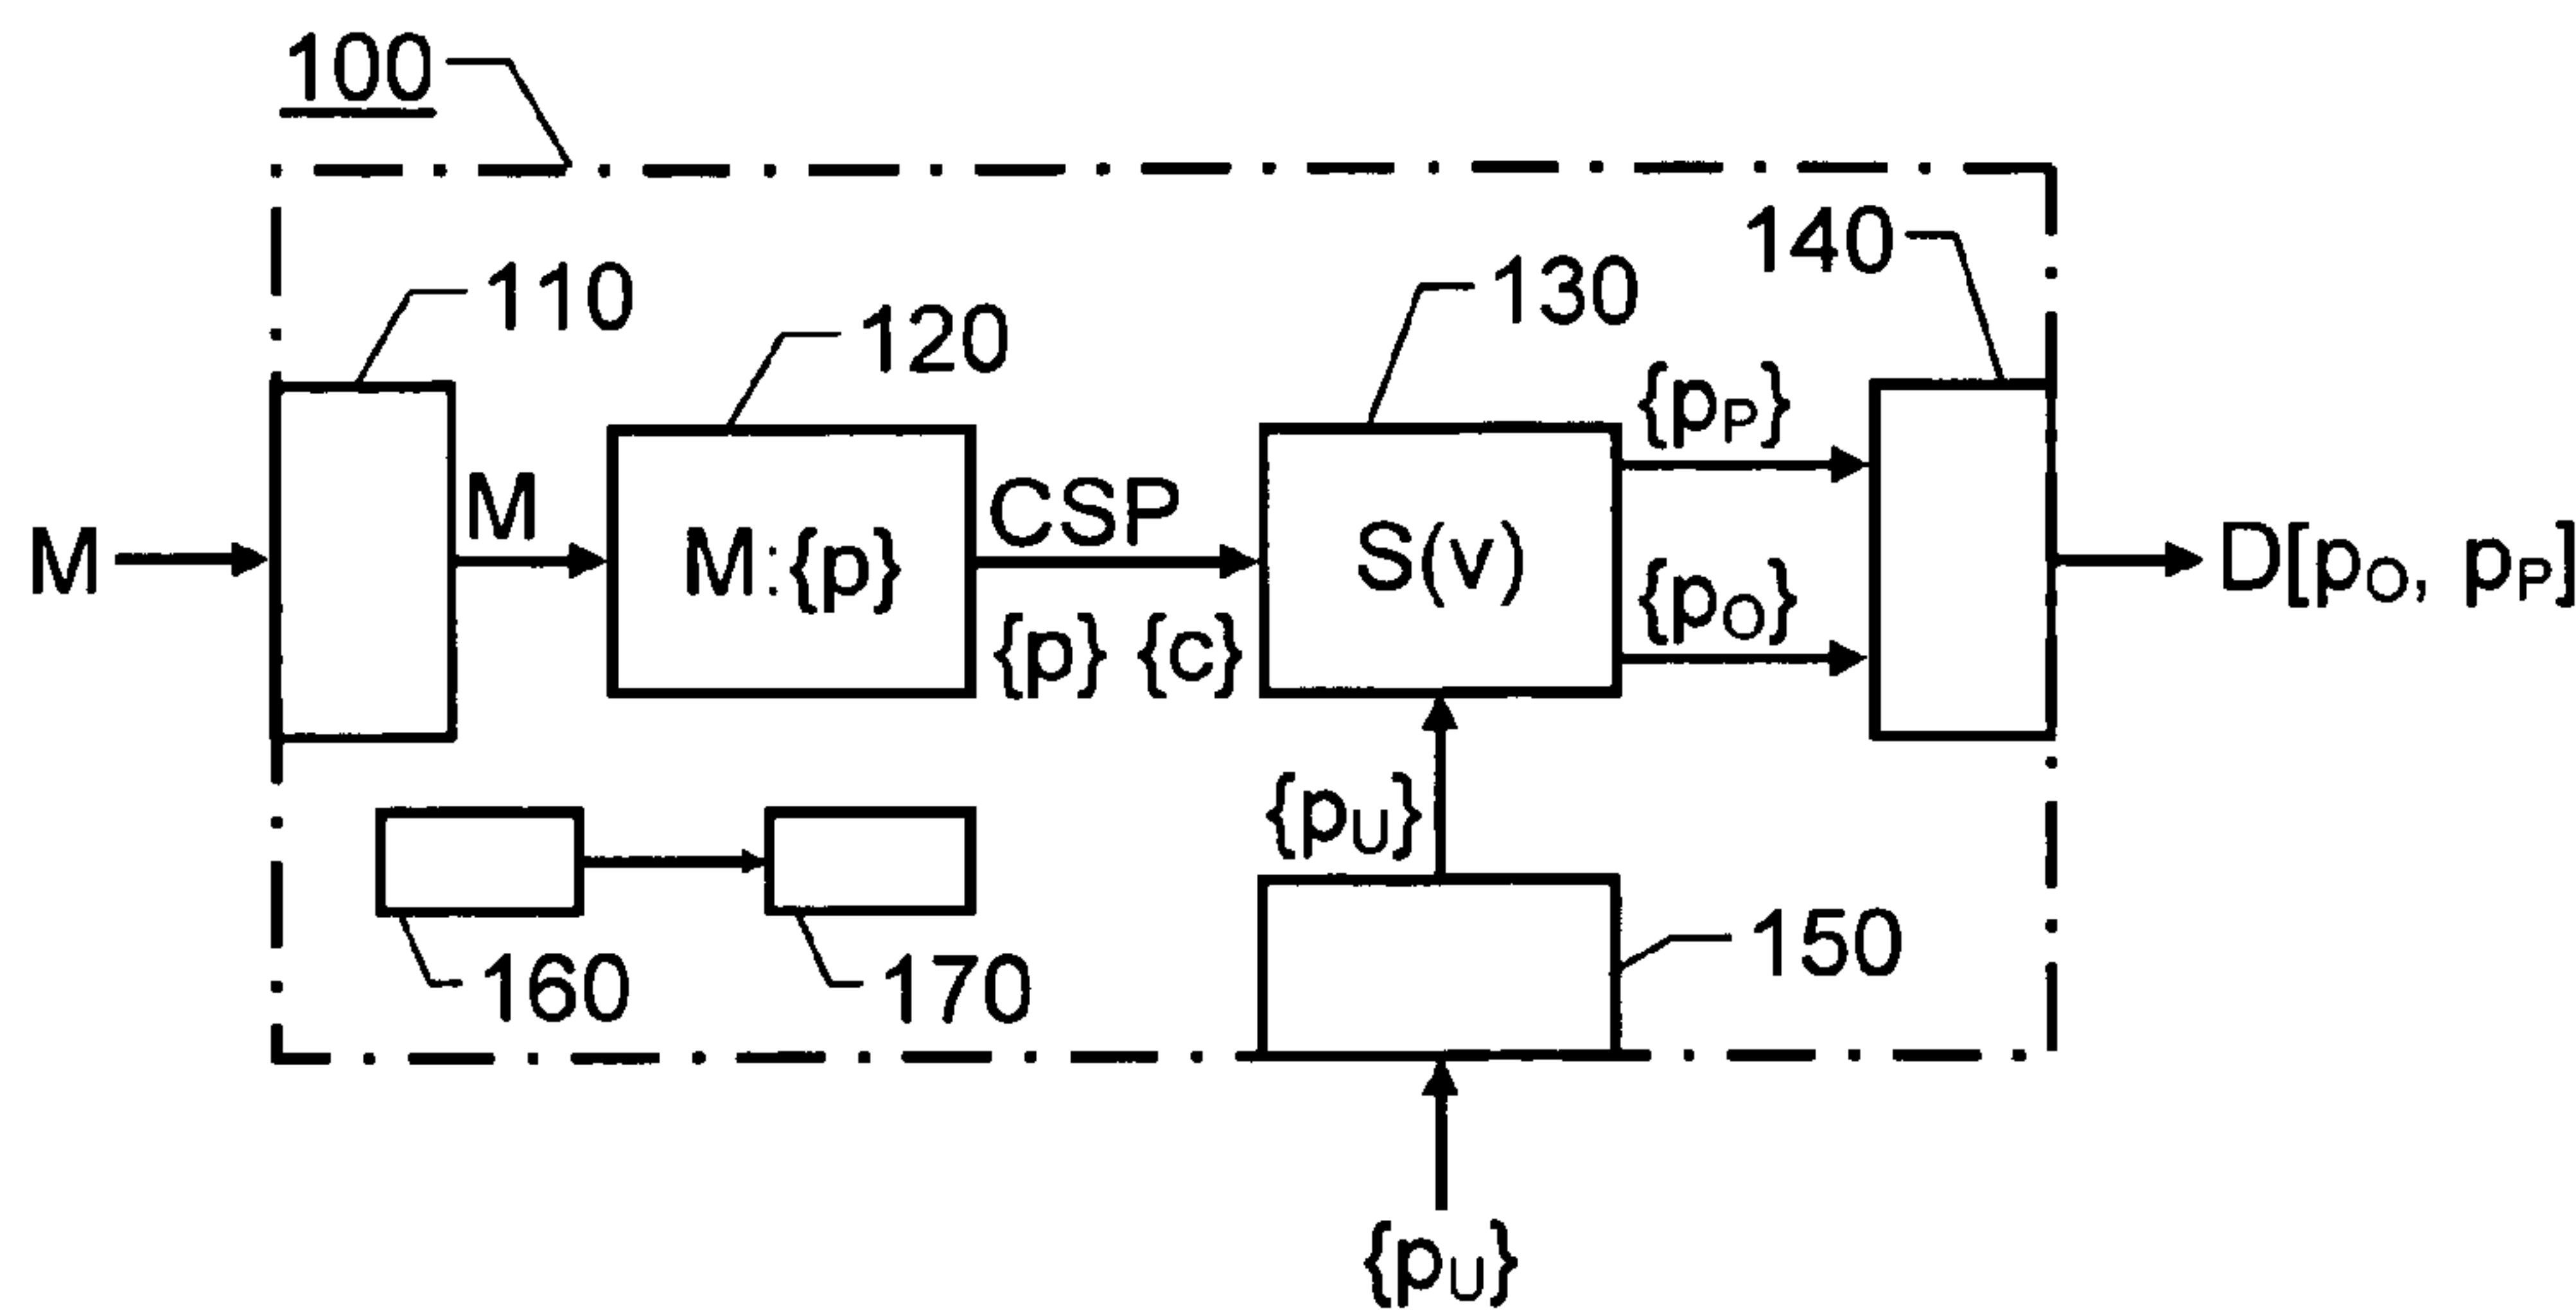 100
110
120
130
140
{pP}
M
M
M:{p}
CSP
S(v)
D[pO, pP]
{pO}
{p} {c}
{pU}
150
160
170
{pU}